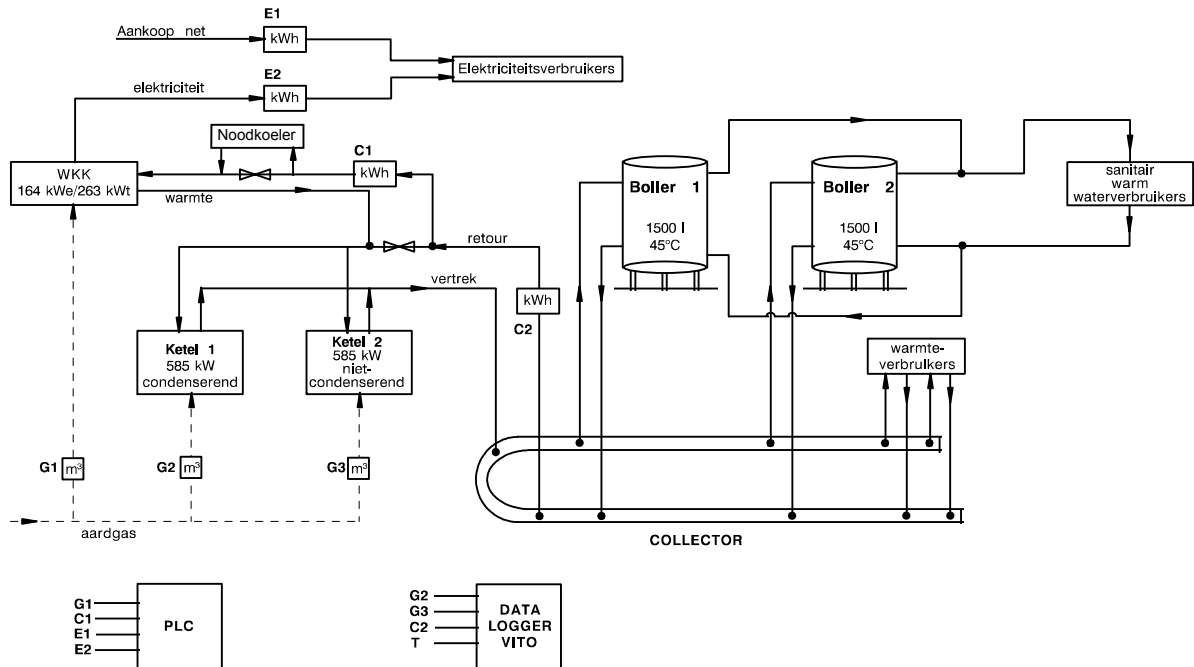 E1
Aankoop net
kWh
E2
Elektriciteitsverbruikers
elektriciteit
kWh
Noodkoeler
C1
WKK
164 kWe/263 kWt
kWh
warmte
retour
vertrek
kWh
C2
Ketel 1
585 kW
condenserend
Ketel 2
585 kW
niet-
condenserend
G1
m³
G2
m³
G3
m³
aardgas
Boller 1
1500 l
45°C
Boller 2
1500 l
45°C
sanitair
warm
waterverbruikers
warmte-
verbrulkers
COLLECTOR
G1
C1
E1
E2
PLC
G2
G3
C2
T
DATA
LOGGER
VITO